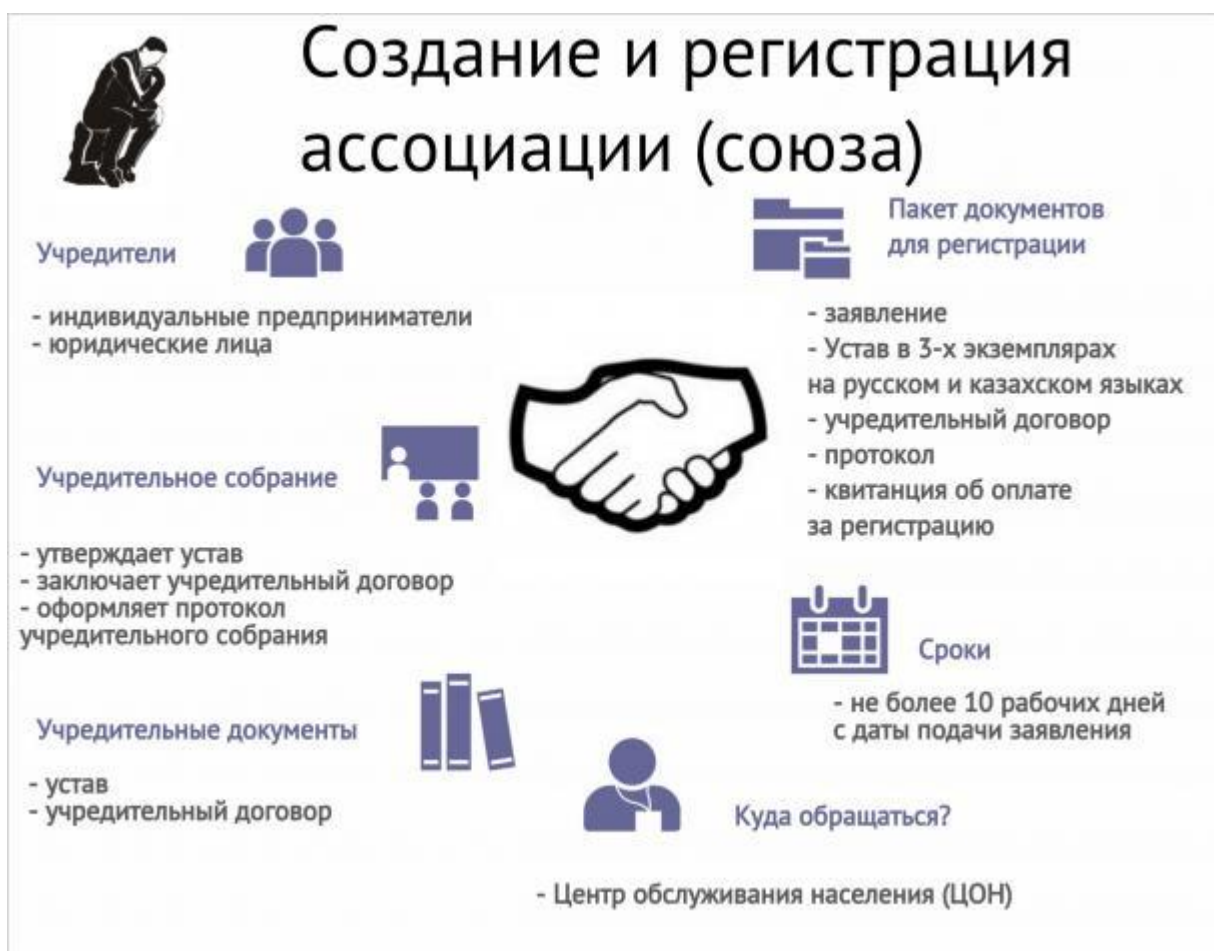 Создание и регистрация
ассоциации (союза)
Учредители
- индивидуальные предприниматели
- юридические лица
Учредительное собрание
- утверждает устав
- заключает учредительный договор
- оформляет протокол
учредительного собрания
Учредительные документы
- устав
- учредительный договор
Пакет документов
для регистрации
- заявление
- Устав в 3-х экземплярах
на русском и казахском языках
- учредительный договор
- протокол
- квитанция об оплате
за регистрацию
Сроки
- не более 10 рабочих дней
с даты подачи заявления
Куда обращаться?
- Центр обслуживания населения (ЦОН)